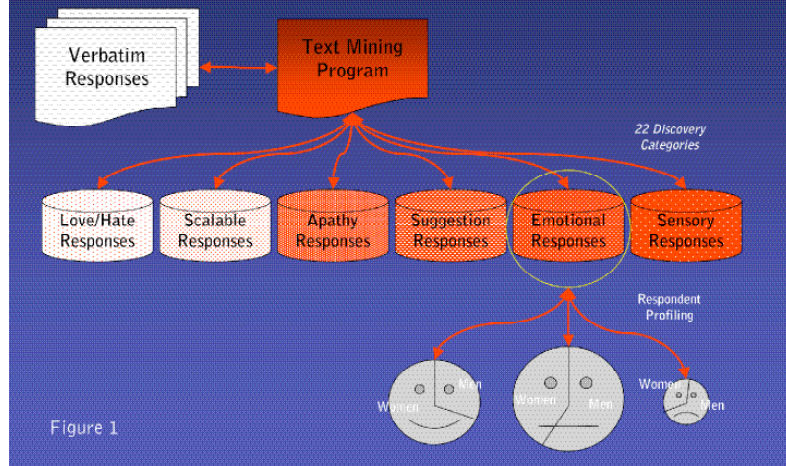 Verbatim
Responses
Text Mining
Program
22 Discovery
Categories
Love/Hate
Responses
Scalable
Responses
Apathy
Responses
Suggestion
Responses
Emotional
Responses
Sensory
Responses
Respondent
Profiling
Women
Men
Women
Men
Women
Men
Figure 1